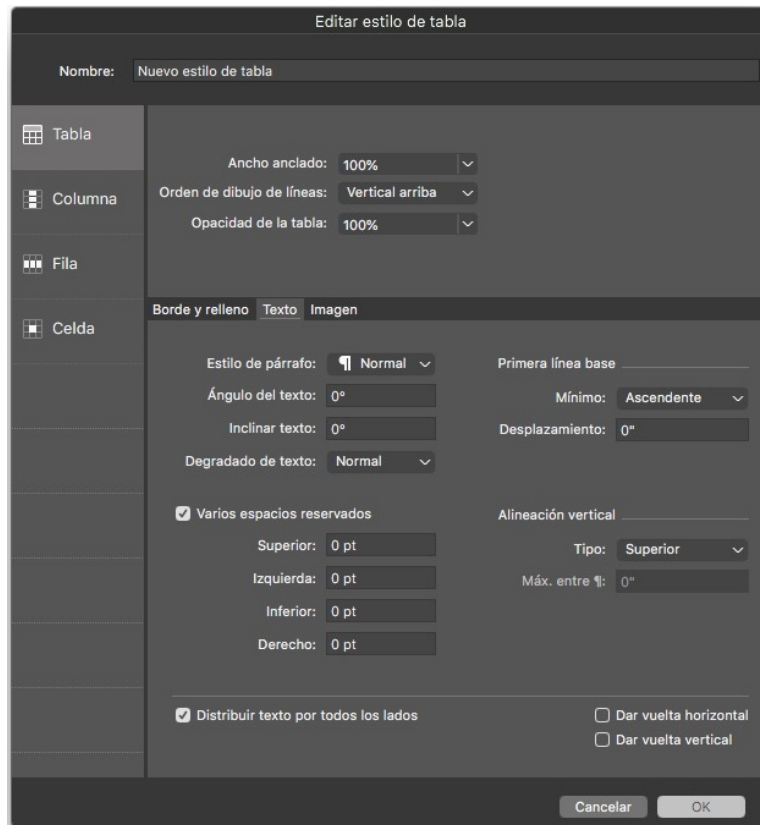 Editar estilo de tabla
Nombre: Nuevo estilo de tabla
Tabla
Columna
Fila
Celda
Ancho anclado: 100%
Orden de dibujo de líneas: Vertical arriba
Opacidad de la tabla: 100%
Borde y relleno Texto Imagen
Estilo de párrafo: ¶ Normal
Ángulo del texto: 0°
Inclinar texto: 0°
Degradado de texto: Normal
Primera línea base
Mínimo: Ascendente
Desplazamiento: 0"
Varios espacios reservados
Superior: 0 pt
Izquierda: 0 pt
Inferior: 0 pt
Derecho: 0 pt
Alineación vertical
Tipo: Superior
Máx. entre ¶: 0"
Distribuir texto por todos los lados
Dar vuelta horizontal
Dar vuelta vertical
Cancelar OK